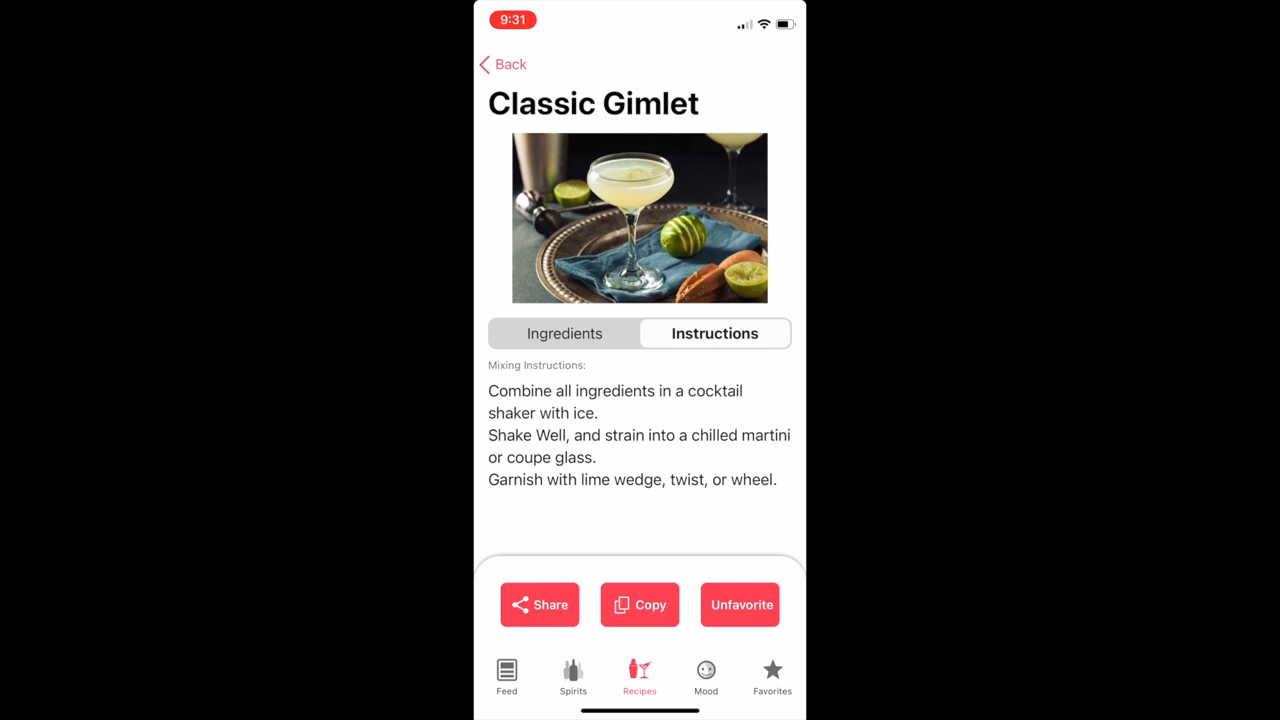 9:31
Back
Classic Gimlet
Ingredients
Instructions
Mixing Instructions:
Combine all ingredients in a cocktail
shaker with ice.
Shake Well, and strain into a chilled martini
or coupe glass.
Garnish with lime wedge, twist, or wheel.
Share
Copy
Unfavorite
Feed
Spirits
Recipes
Mood
Favorites